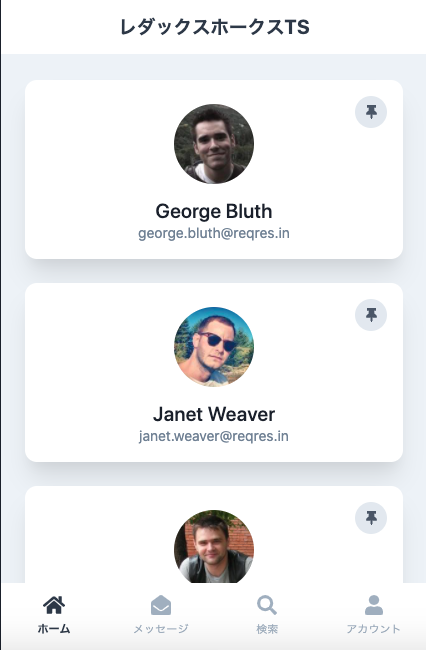 レダックスホークスTS
George Bluth
george.bluth@reqres.in
Janet Weaver
janet.weaver@reqres.in
ホーム
メッセージ
検索
アカウント